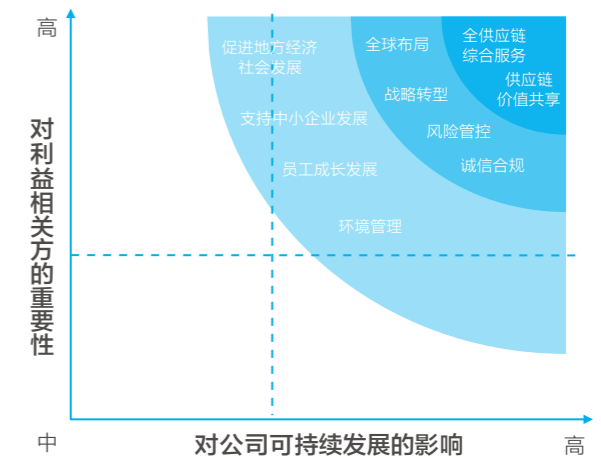 高
对利益相关方的重要性
促进地方经济
社会发展
支持中小企业发展
员工成长发展
环境管理
全球布局
战略转型
风险管控
诚信合规
全供应链
综合服务
供应链
价值共享
中
对公司可持续发展的影响
高